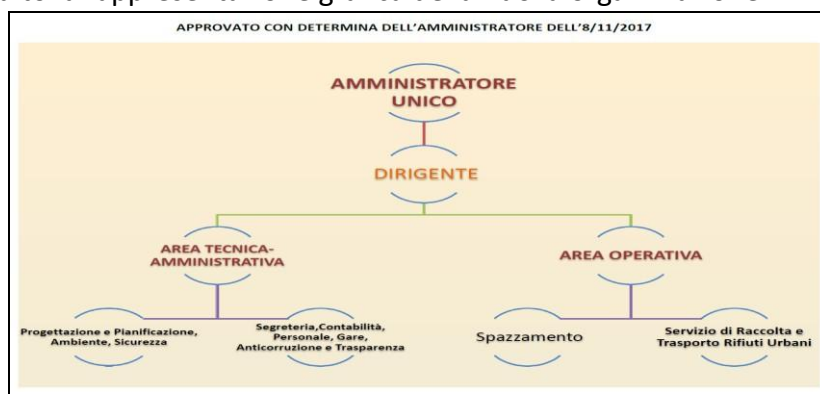 APPROVATO CON DETERMINA DELL'AMMINISTRATORE DELL'8/11/2017
AMMINISTRATORE
UNICO
DIRIGENTE
AREA TECNICA-
AMMINISTRATIVA
AREA OPERATIVA
Progettazione e Pianificazione,
Ambiente, Sicurezza
Segreteria,Contabilità,
Personale, Gare,
Anticorruzione e Trasparenza
Spazzamento
Servizio di Raccolta e
Trasporto Rifiuti Urbani